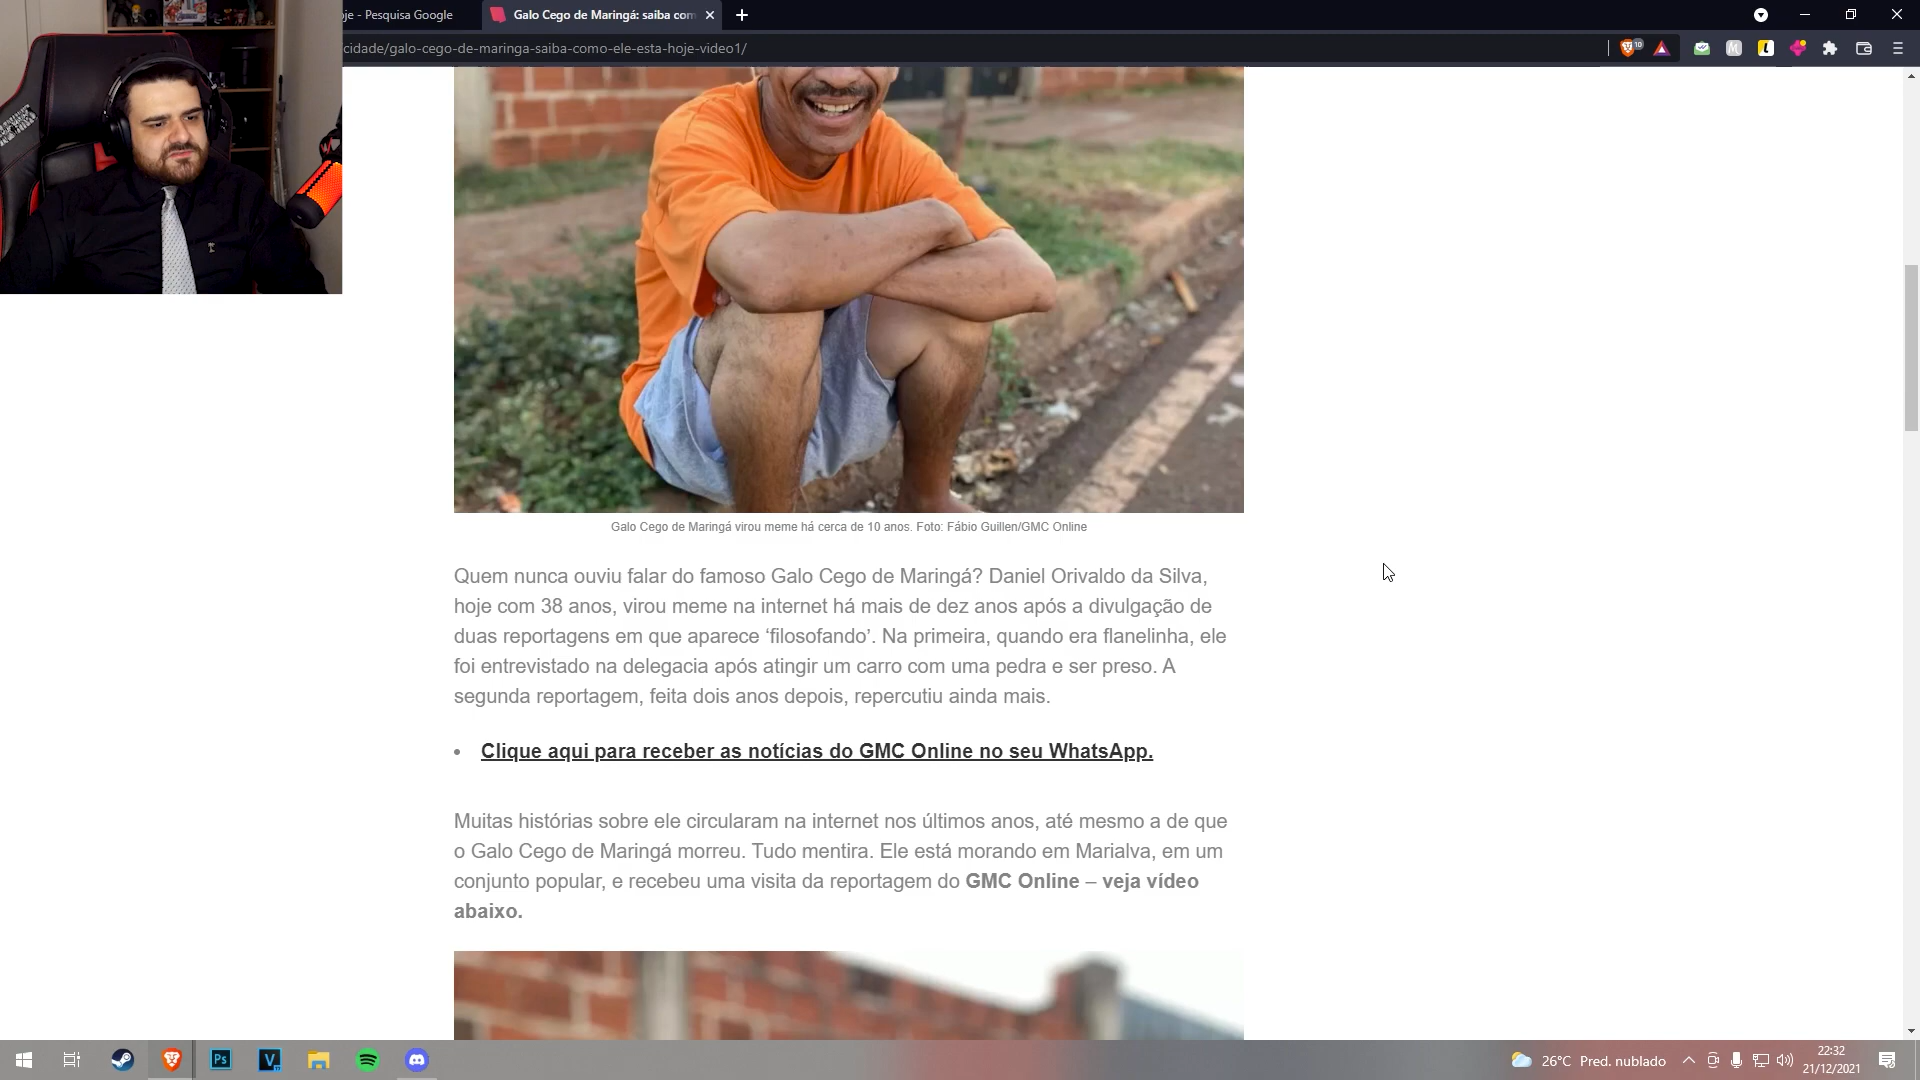 je - Pesquisa Google
Galo Cego de Maringá: saiba com
cidade/galo-cego-de-maringa-saiba-como-ele-esta-hoje-video1/
10
Galo Cego de Maringá virou meme há cerca de 10 anos. Foto: Fábio Guillen/GMC Online
Quem nunca ouviu falar do famoso Galo Cego de Maringá? Daniel Orivaldo da Silva,
hoje com 38 anos, virou meme na internet há mais de dez anos após a divulgação de
duas reportagens em que aparece ‘filosofando’. Na primeira, quando era flanelinha, ele
foi entrevistado na delegacia após atingir um carro com uma pedra e ser preso. A
segunda reportagem, feita dois anos depois, repercutiu ainda mais.
Clique aqui para receber as notícias do GMC Online no seu WhatsApp.
Muitas histórias sobre ele circularam na internet nos últimos anos, até mesmo a de que
o Galo Cego de Maringá morreu. Tudo mentira. Ele está morando em Marialva, em um
conjunto popular, e recebeu uma visita da reportagem do GMC Online – veja vídeo
abaixo.
Ps
V
26°C Pred. nublado
22:32
21/12/2021